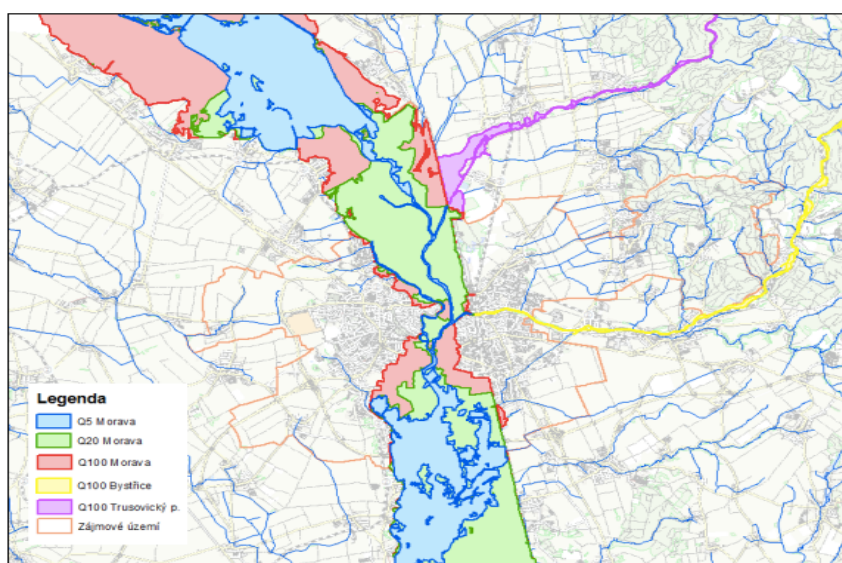 Legenda
Q5 Morava
Q20 Morava
Q100 Morava
Q100 Bystřice
Q100 Trusovický p.
Zájmové území